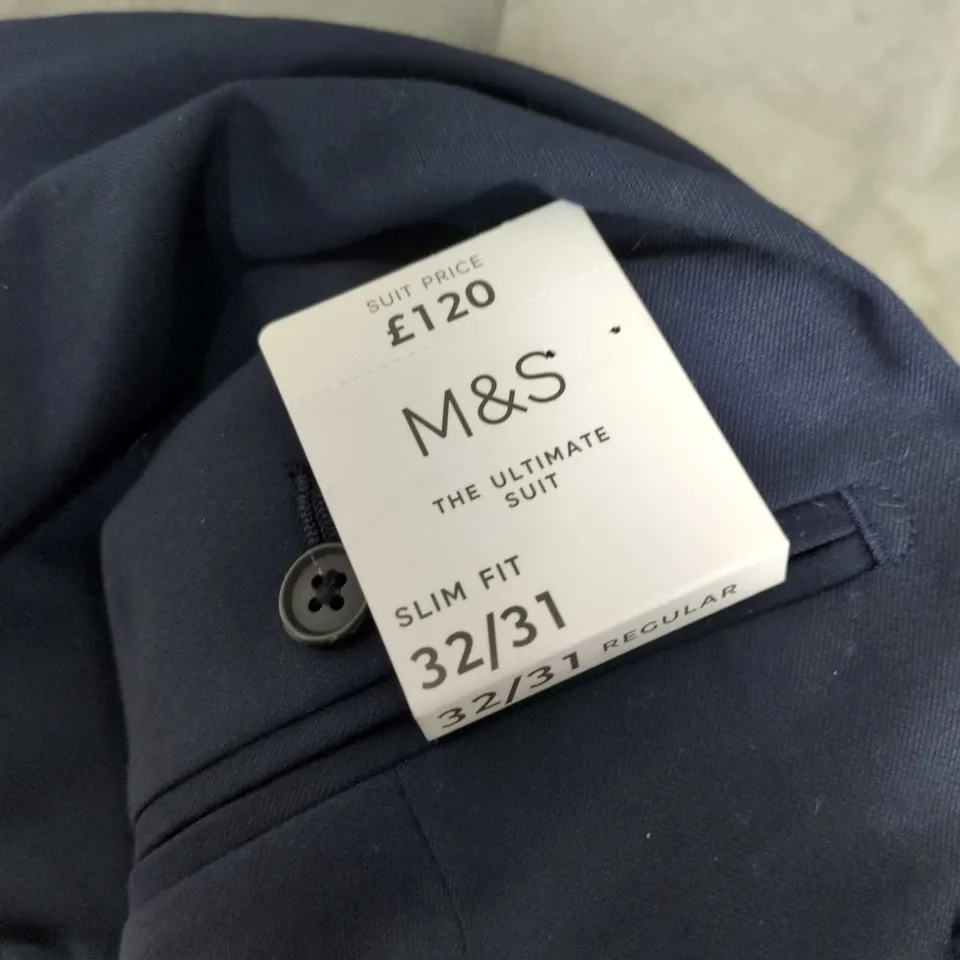 SUIT PRICE
£120
M&S
THE ULTIMATE
SUIT
SLIM FIT
32/31
32/31 REGULAR